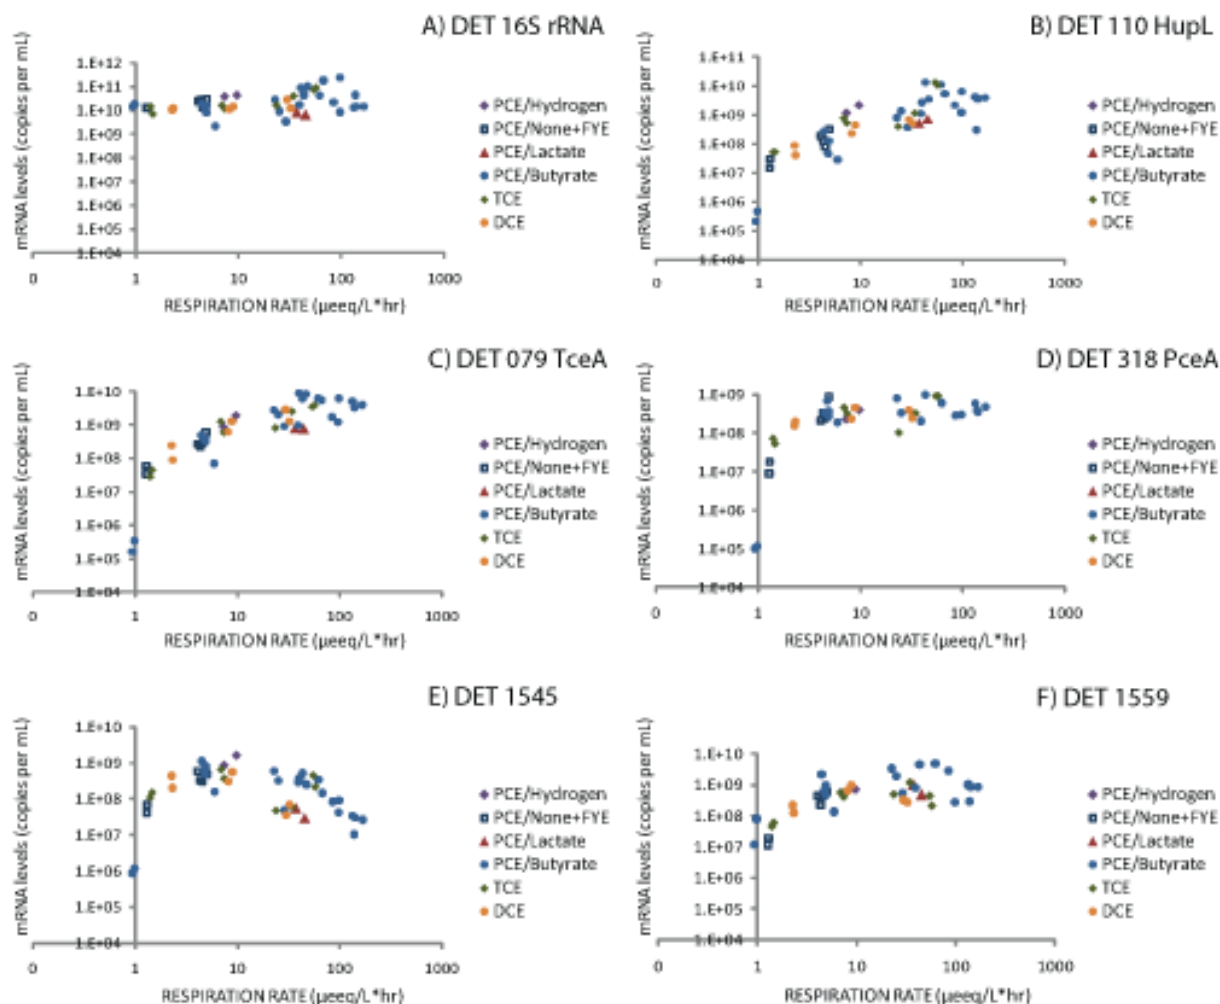 A) DET 16S rRNA
mRNA levels (copies per mL)
1.E+12
1.E+11
1.E+10
1.E+09
1.E+08
1.E+07
1.E+06
1.E+05
1.E+04
0 1 10 100 1000
RESPIRATION RATE (µeeq/L*hr)
PCE/Hydrogen
PCE/None+FYE
PCE/Lactate
PCE/Butyrate
TCE
DCE
B) DET 110 HupL
mRNA levels (copies per mL)
1.E+11
1.E+10
1.E+09
1.E+08
1.E+07
1.E+06
1.E+05
1.E+04
0 1 10 100 1000
RESPIRATION RATE (µeeq/L*hr)
PCE/Hydrogen
PCE/None+FYE
PCE/Lactate
PCE/Butyrate
TCE
DCE
C) DET 079 TceA
mRNA levels (copies per mL)
1.E+10
1.E+09
1.E+08
1.E+07
1.E+06
1.E+05
1.E+04
0 1 10 100 1000
RESPIRATION RATE (µeeq/L*hr)
PCE/Hydrogen
PCE/None+FYE
PCE/Lactate
PCE/Butyrate
TCE
DCE
D) DET 318 PceA
mRNA levels (copies per mL)
1.E+09
1.E+08
1.E+07
1.E+06
1.E+05
1.E+04
0 1 10 100 1000
RESPIRATION RATE (µeeq/L*hr)
PCE/Hydrogen
PCE/None+FYE
PCE/Lactate
PCE/Butyrate
TCE
DCE
E) DET 1545
mRNA levels (copies per mL)
1.E+10
1.E+09
1.E+08
1.E+07
1.E+06
1.E+05
1.E+04
0 1 10 100 1000
RESPIRATION RATE (µeeq/L*hr)
PCE/Hydrogen
PCE/None+FYE
PCE/Lactate
PCE/Butyrate
TCE
DCE
F) DET 1559
mRNA levels (copies per mL)
1.E+10
1.E+09
1.E+08
1.E+07
1.E+06
1.E+05
1.E+04
0 1 10 100 1000
RESPIRATION RATE (µeeq/L*hr)
PCE/Hydrogen
PCE/None+FYE
PCE/Lactate
PCE/Butyrate
TCE
DCE